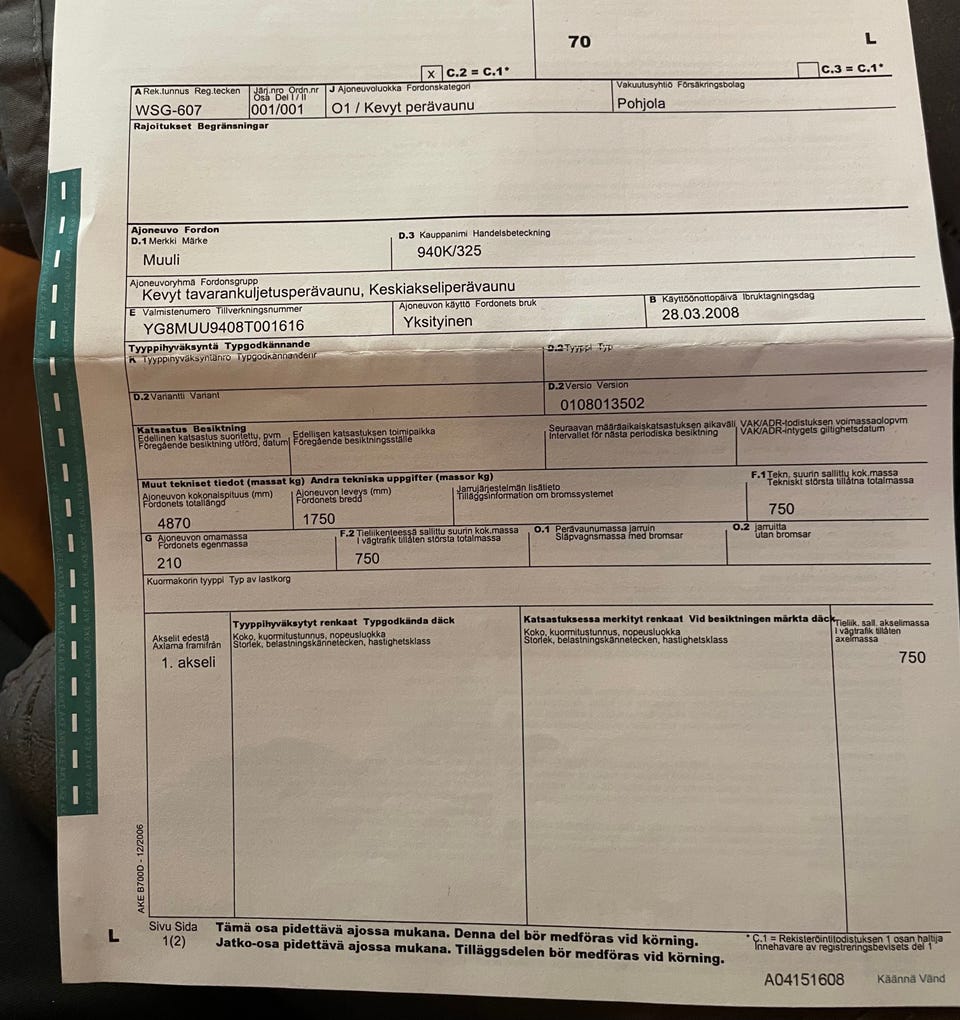 70
L
X C.2 = C.1*
C.3 = C.1*
A Rek.tunnus Reg.tecken
Järj.nro Ordn.nr
Osa Del I / II
J Ajoneuvoluokka Fordonskategori
Vakuutusyhtiö Försäkringsbolag
WSG-607
001/001
O1 / Kevyt perävaunu
Pohjola
Rajoitukset Begränsningar
Ajoneuvo Fordon
D.1 Merkki Märke
D.3 Kauppanimi Handelsbeteckning
Muuli
940K/325
Ajoneuvoryhmä Fordonsgrupp
Kevyt tavarankuljetusperävaunu, Keskiakseliperävaunu
E Valmistenumero Tillverkningsnummer
Ajoneuvon käyttö Fordonets bruk
B Käyttöönottopäivä Ibruktagningsdag
YG8MUU9408T001616
Yksityinen
28.03.2008
Tyyppihyväksyntä Typgodkännande
K Tyyppihyväksyntänro Typgodkännandenr
D.2 Tyyppi Typ
D.2 Variantti Variant
D.2 Versio Version
0108013502
Katsastus Besiktning
Edellinen katsastus suoritettu, pvm
Föregående besiktning utförd, datum
Edellisen katsastuksen toimipaikka
Föregående besiktningsställe
Seuraavan määräaikaiskatsastuksen aikaväli
Intervallet för nästa periodiska besiktning
VAK/ADR-todistuksen voimassaolopvm
VAK/ADR-intygets giltighetsdatum
Muut tekniset tiedot (massat kg) Andra tekniska uppgifter (massor kg)
Ajoneuvon kokonaispituus (mm)
Fordonets totallängd
Ajoneuvon leveys (mm)
Fordonets bredd
Jarrujärjestelmän lisätieto
Tilläggsinformation om bromssystemet
F.1 Tekn. suurin sallittu kok.massa
Tekniskt största tillåtna totalmassa
4870
1750
750
G Ajoneuvon omamassa
Fordonets egenmassa
F.2 Tieliikenteessä sallittu suurin kok.massa
I vägtrafik tillåten största totalmassa
O.1 Perävaunumassa jarruin
Släpvagnsmassa med bromsar
O.2 jarruitta
utan bromsar
210
750
Kuormakorin tyyppi Typ av lastkorg
Akselit edestä
Axlarna framifrån
Tyyppihyväksytyt renkaat Typgodkända däck
Koko, kuormitustunnus, nopeusluokka
Storlek, belastningskännetecken, hastighetsklass
Katsastuksessa merkityt renkaat Vid besiktningen märkta däck
Koko, kuormitustunnus, nopeusluokka
Storlek, belastningskännetecken, hastighetsklass
Tieliik. sall. akselimassa
I vägtrafik tillåten
axelmassa
1. akseli
750
AKE B700D - 12/2006
L
Sivu Sida
1(2)
Tämä osa pidettävä ajossa mukana. Denna del bör medföras vid körning.
Jatko-osa pidettävä ajossa mukana. Tilläggsdelen bör medföras vid körning.
* C.1 = Rekisteröintitodistuksen 1 osan haltija
Innehavare av registreringsbevisets del 1
A04151608
Käännä Vänd